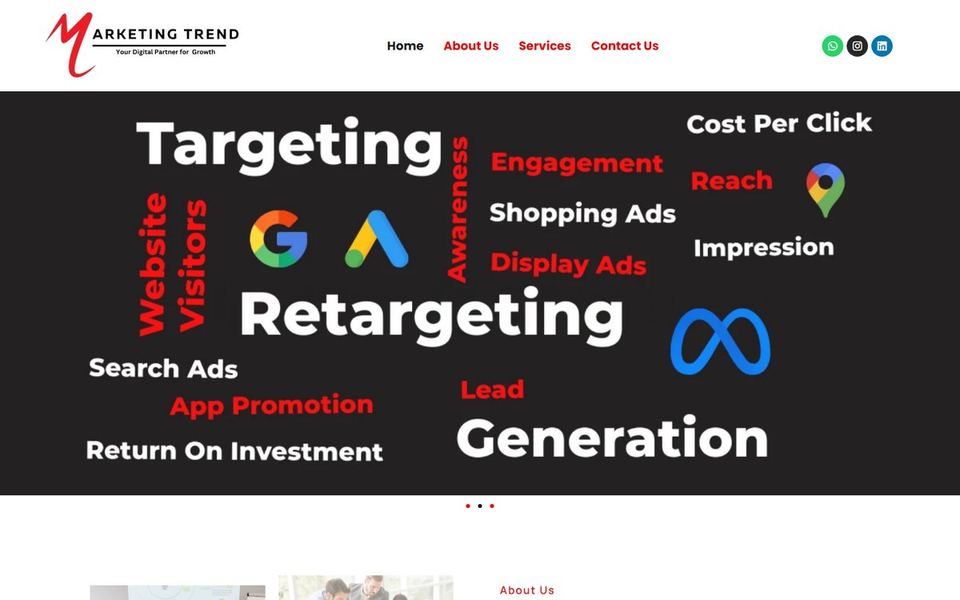 MARKETING TREND
Your Digital Partner for Growth
Home
About Us
Services
Contact Us
Targeting
Awareness
Engagement
Cost Per Click
Reach
Website
Visitors
Shopping Ads
Impression
Display Ads
Retargeting
Search Ads
App Promotion
Return On Investment
Lead
Generation
About Us